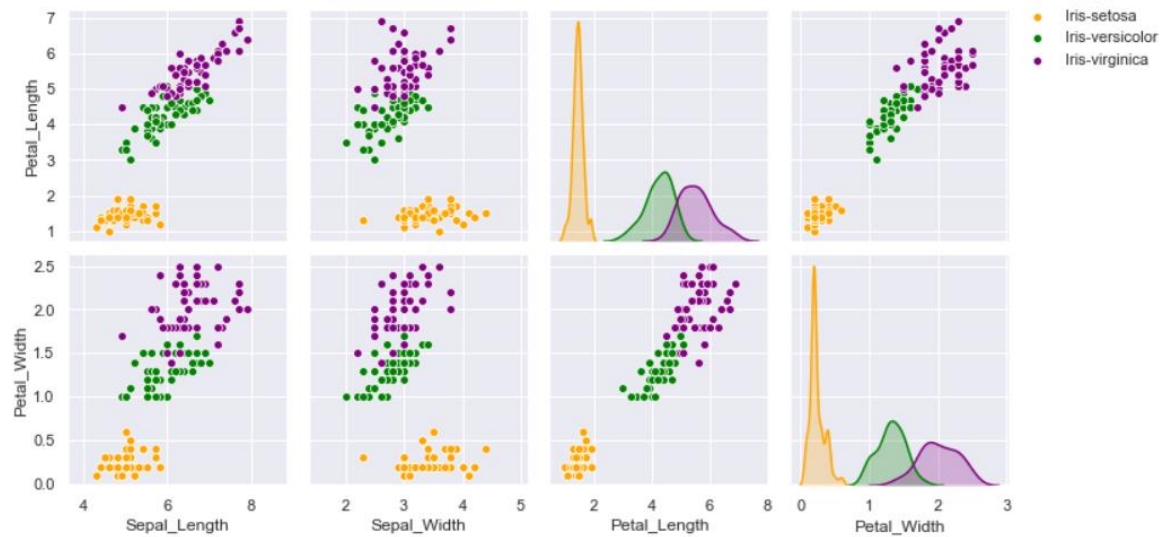 7
6
5
4
3
2
1
Petal_Length
Iris-setosa
Iris-versicolor
Iris-virginica
2.5
2.0
1.5
1.0
0.5
0.0
Petal_Width
4 6 8
Sepal_Length
2 3 4 5
Sepal_Width
2 4 6 8
Petal_Length
0 1 2 3
Petal_Width